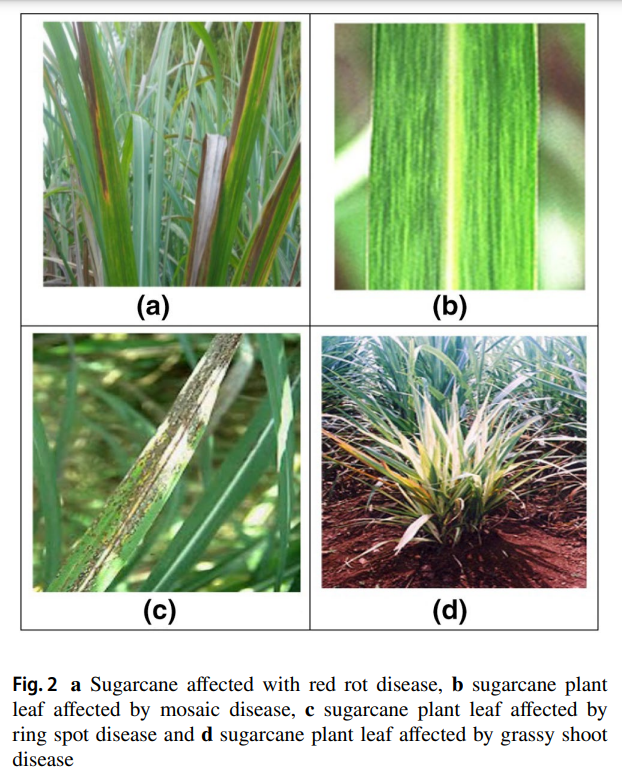 (a)
(b)
(c)
(d)
Fig. 2 a Sugarcane affected with red rot disease, b sugarcane plant
leaf affected by mosaic disease, c sugarcane plant leaf affected by
ring spot disease and d sugarcane plant leaf affected by grassy shoot
disease